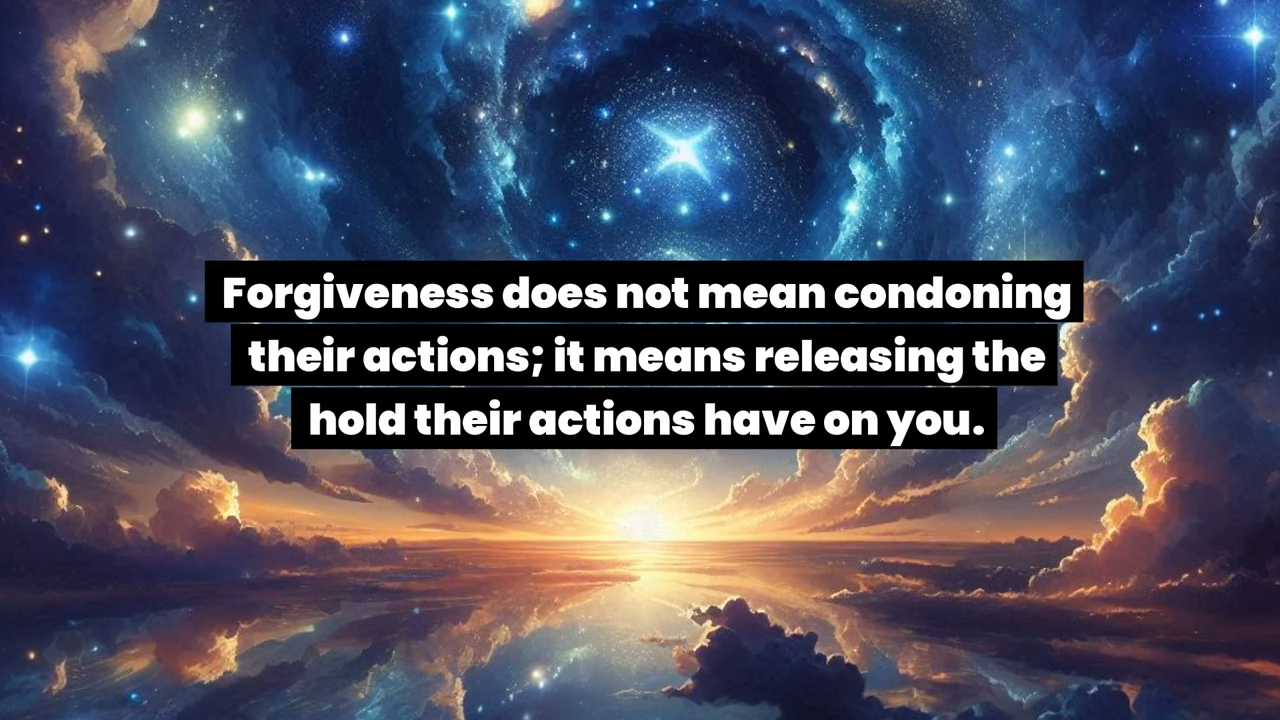 Forgiveness does not mean condoning
their actions; it means releasing the
hold their actions have on you.